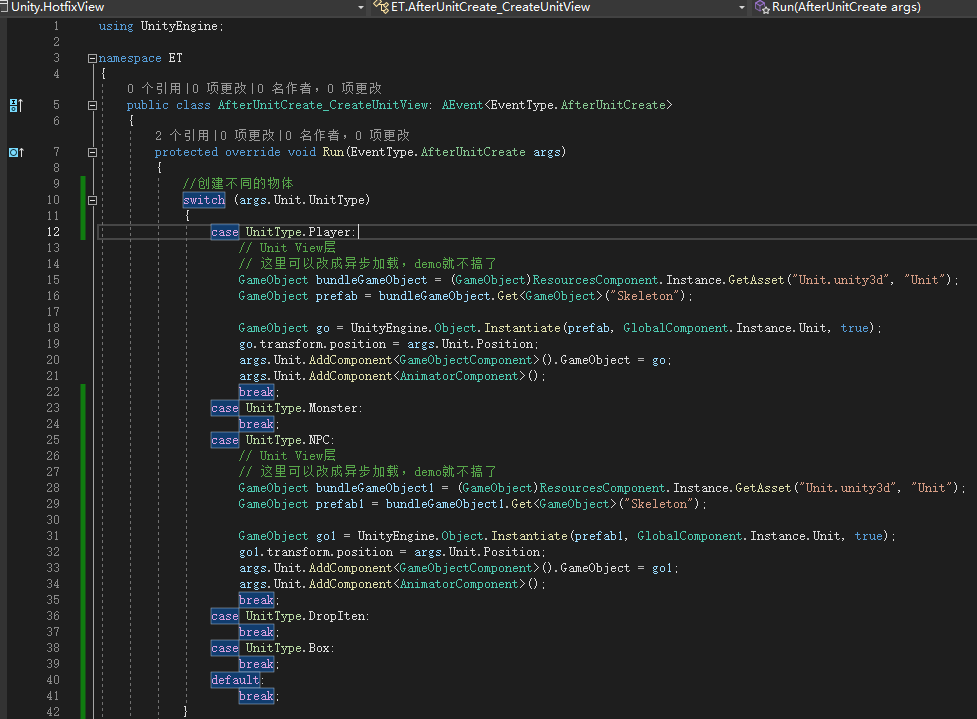 Unity.HotfixView ET.AfterUnitCreate_CreateUnitView Run(AfterUnitCreate args)
1 using UnityEngine;
2
3 namespace ET
4 {
0 个引用|0 项更改|0 名作者，0 项更改
5 public class AfterUnitCreate_CreateUnitView: AEvent<EventType.AfterUnitCreate>
6 {
2 个引用|0 项更改|0 名作者，0 项更改
7 protected override void Run(EventType.AfterUnitCreate args)
8 {
9 //创建不同的物体
10 switch (args.Unit.UnitType)
11 {
12 case UnitType.Player:
13 // Unit View层
14 // 这里可以改成异步加载，demo就不搞了
15 GameObject bundleGameObject = (GameObject)ResourcesComponent.Instance.GetAsset("Unit.unity3d", "Unit");
16 GameObject prefab = bundleGameObject.Get<GameObject>("Skeleton");
17
18 GameObject go = UnityEngine.Object.Instantiate(prefab, GlobalComponent.Instance.Unit, true);
19 go.transform.position = args.Unit.Position;
20 args.Unit.AddComponent<GameObjectComponent>().GameObject = go;
21 args.Unit.AddComponent<AnimatorComponent>();
22 break;
23 case UnitType.Monster:
24 break;
25 case UnitType.NPC:
26 // Unit View层
27 // 这里可以改成异步加载，demo就不搞了
28 GameObject bundleGameObject1 = (GameObject)ResourcesComponent.Instance.GetAsset("Unit.unity3d", "Unit");
29 GameObject prefab1 = bundleGameObject1.Get<GameObject>("Skeleton");
30
31 GameObject go1 = UnityEngine.Object.Instantiate(prefab1, GlobalComponent.Instance.Unit, true);
32 go1.transform.position = args.Unit.Position;
33 args.Unit.AddComponent<GameObjectComponent>().GameObject = go1;
34 args.Unit.AddComponent<AnimatorComponent>();
35 break;
36 case UnitType.DropIten:
37 break;
38 case UnitType.Box:
39 break;
40 default:
41 break;
42 }